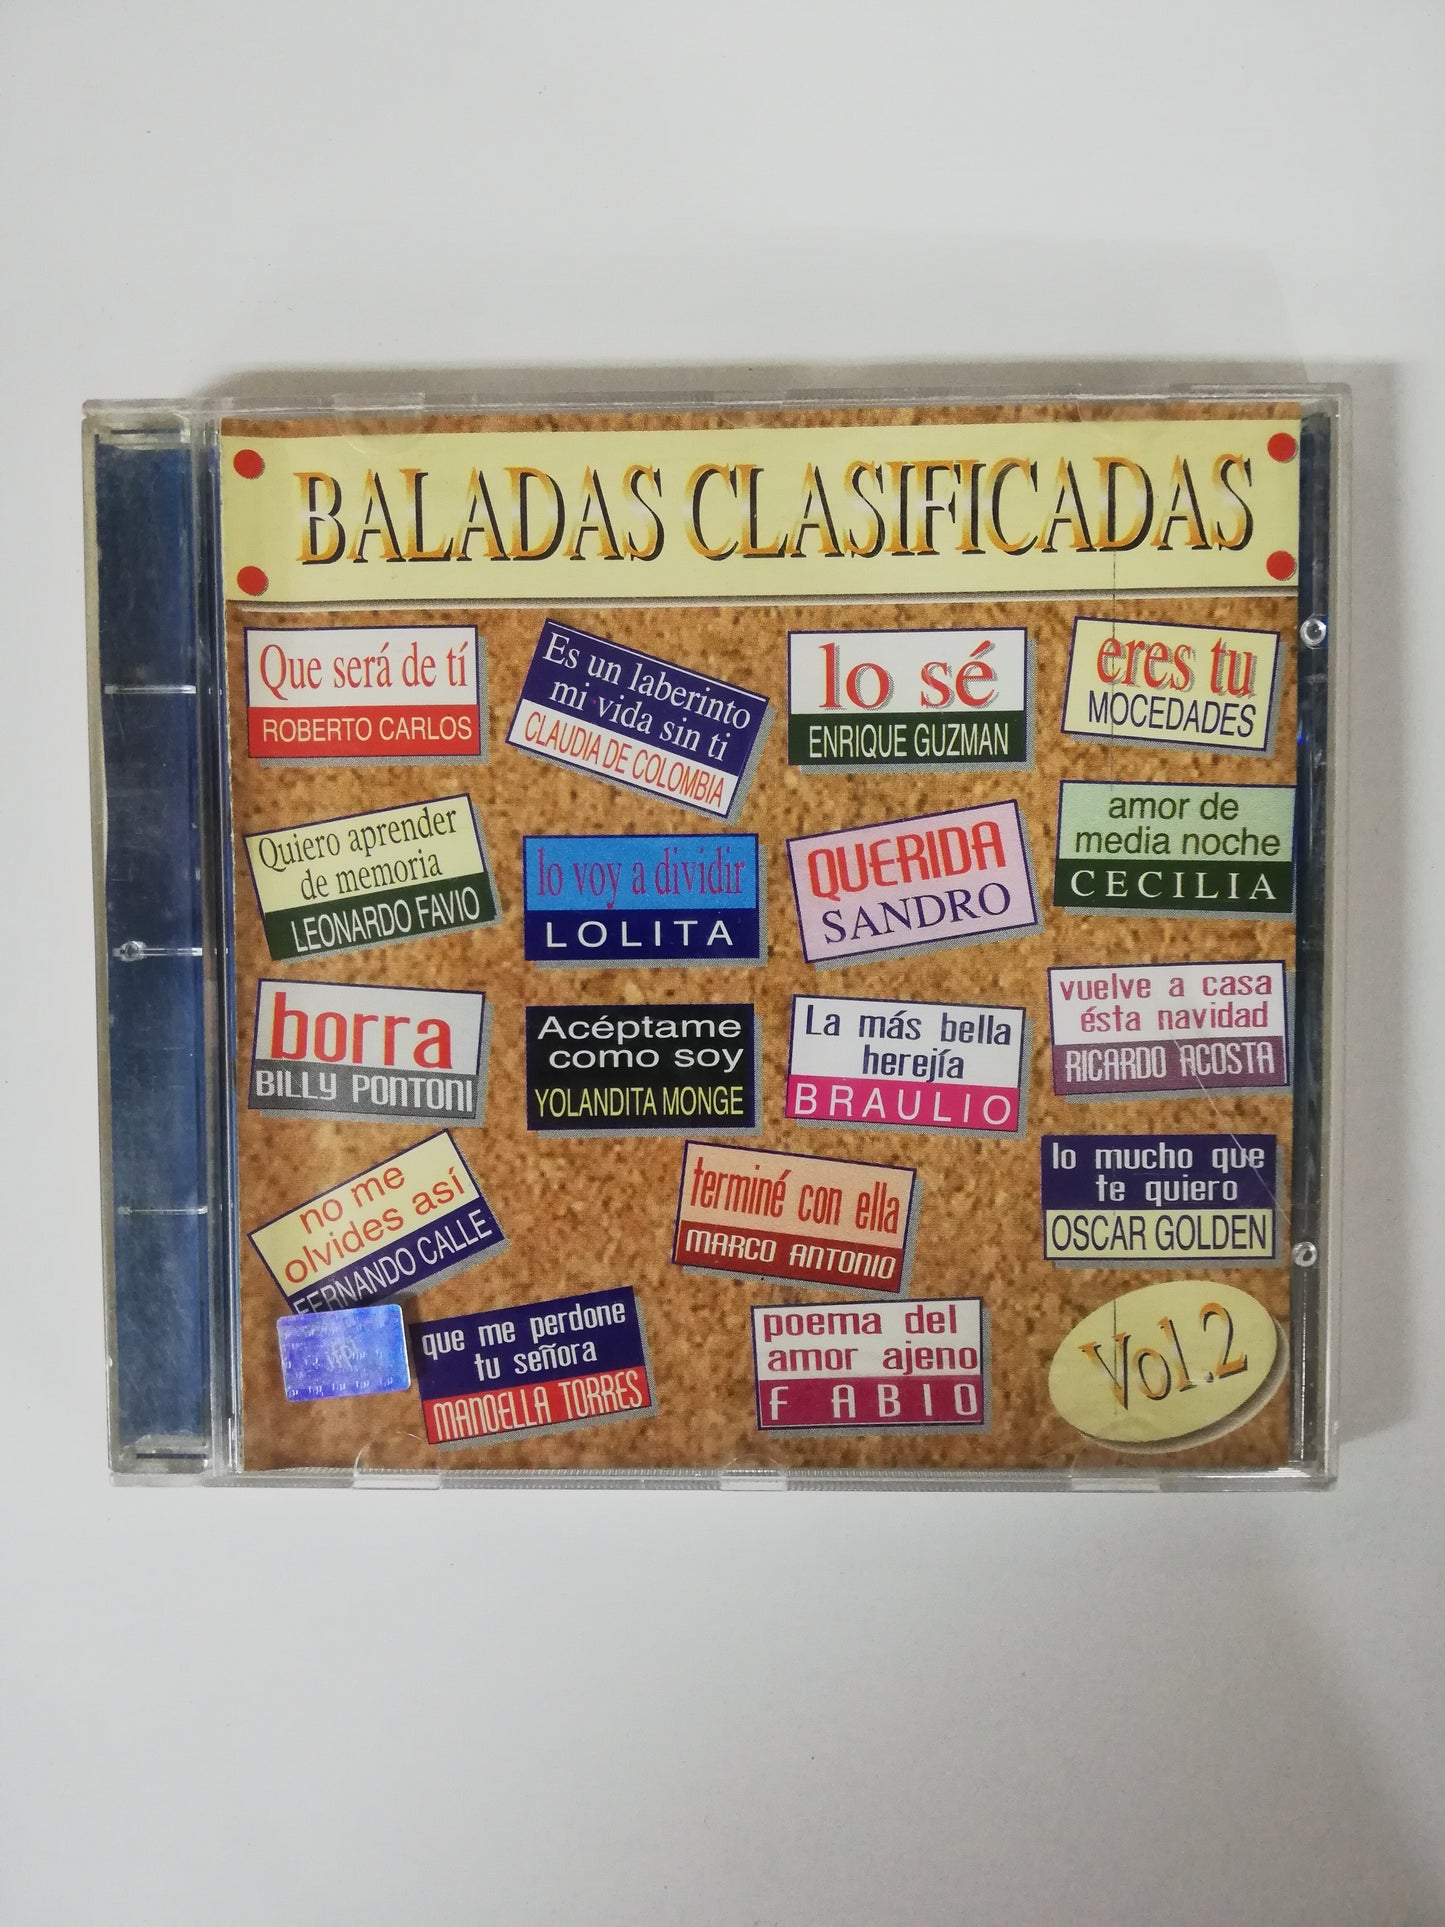 BALADAS CLASIFICADAS
Que será de tí
ROBERTO CARLOS
Es un laberinto
mi vida sin ti
CLAUDIA DE COLOMBIA
lo sé
ENRIQUE GUZMAN
eres tu
MOCEDADES
Quiero aprender
de memoria
LEONARDO FAVIO
lo voy a dividir
LOLITA
QUERIDA
SANDRO
amor de
media noche
CECILIA
borra
BILLY PONTONI
Acéptame
como soy
YOLANDITA MONGE
La más bella
herejía
BRAULIO
vuelve a casa
ésta navidad
RICARDO ACOSTA
no me
olvides así
FERNANDO CALLE
terminé con ella
MARCO ANTONIO
lo mucho que
te quiero
OSCAR GOLDEN
que me perdone
tu señora
MANOELLA TORRES
poema del
amor ajeno
FABIO
Vol.2